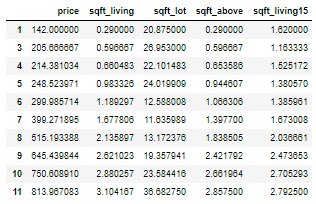 price sqft_living sqft_lot sqft_above sqft_living15
1 142.000000 0.290000 20.875000 0.290000 1.620000
3 205.666667 0.596667 26.953000 0.596667 1.163333
4 214.381034 0.660483 22.101483 0.653586 1.525172
6 248.523971 0.983326 24.019909 0.944607 1.380570
6 299.985714 1.189297 12.588008 1.066306 1.385961
7 399.271895 1.677806 11.635989 1.397700 1.673008
8 515.193388 2.135897 13.172376 1.838505 2.036661
9 645.439844 2.621023 19.357941 2.421792 2.473653
10 750.608910 2.880257 23.584416 2.661964 2.705293
11 813.967083 3.104167 36.682750 2.857500 2.792500